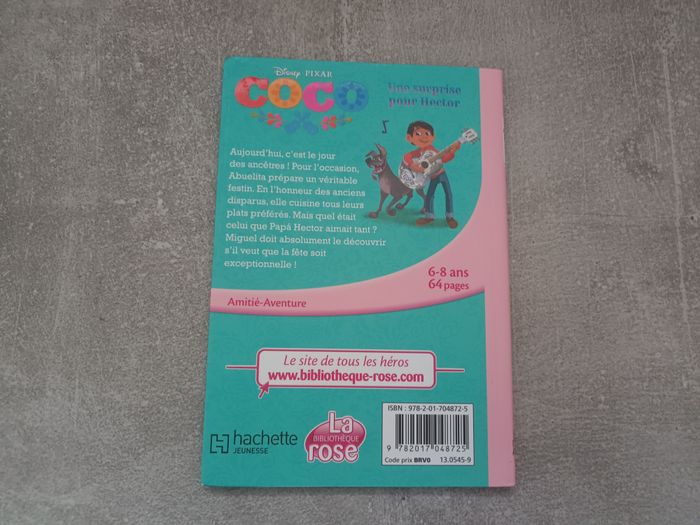 Disney PIXAR
COCO
Une surprise
pour Hector
Aujourd'hui, c'est le jour
des ancêtres ! Pour l'occasion,
Abuelita prépare un véritable
festin. En l'honneur des anciens
disparus, elle cuisine tous leurs
plats préférés. Mais quel était
celui que Papá Hector aimait tant ?
Miguel doit absolument le découvrir
s'il veut que la fête soit
exceptionnelle !
6-8 ans
64 pages
Amitié-Aventure
Le site de tous les héros
www.bibliotheque-rose.com
hachette
JEUNESSE
La
BIBLIOTHÈQUE
rose
ISBN : 978-2-01-704872-5
9 782017 048725
Code prix BRV0 13.0545-9